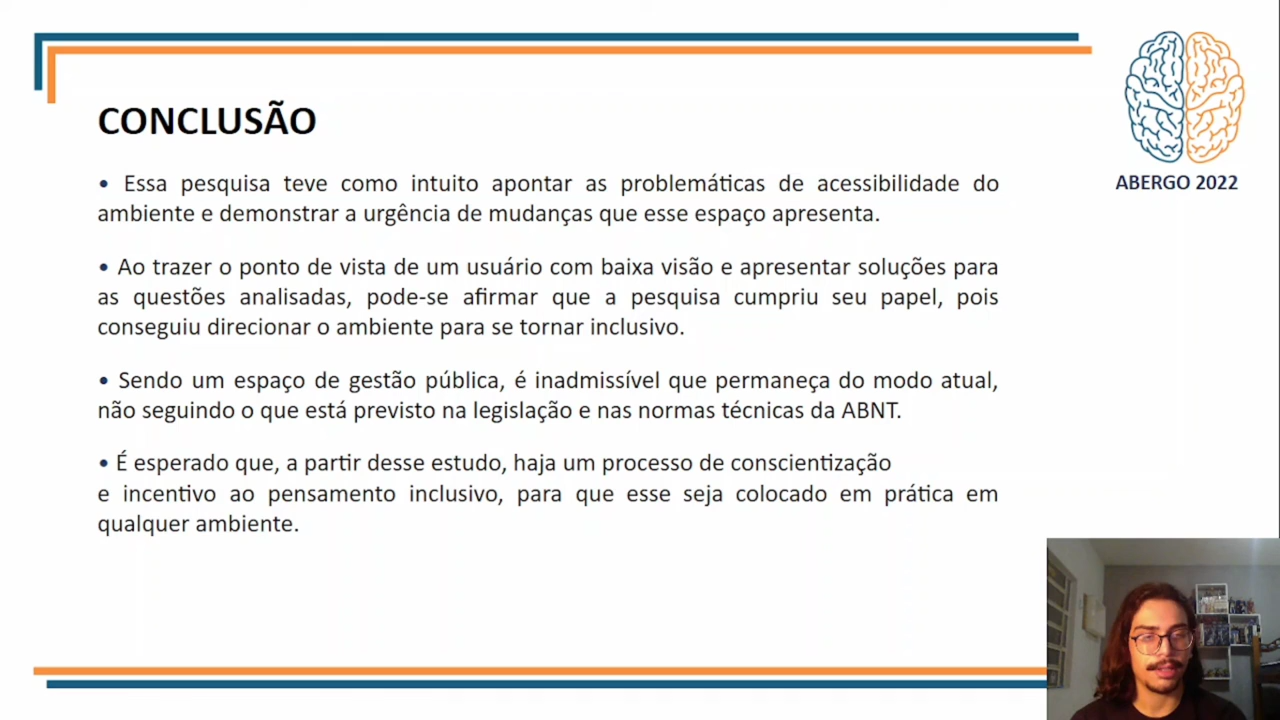 CONCLUSÃO
• Essa pesquisa teve como intuito apontar as problemáticas de acessibilidade do
ambiente e demonstrar a urgência de mudanças que esse espaço apresenta.
• Ao trazer o ponto de vista de um usuário com baixa visão e apresentar soluções para
as questões analisadas, pode-se afirmar que a pesquisa cumpriu seu papel, pois
conseguiu direcionar o ambiente para se tornar inclusivo.
• Sendo um espaço de gestão pública, é inadmissível que permaneça do modo atual,
não seguindo o que está previsto na legislação e nas normas técnicas da ABNT.
• É esperado que, a partir desse estudo, haja um processo de conscientização
e incentivo ao pensamento inclusivo, para que esse seja colocado em prática em
qualquer ambiente.
ABERGO 2022